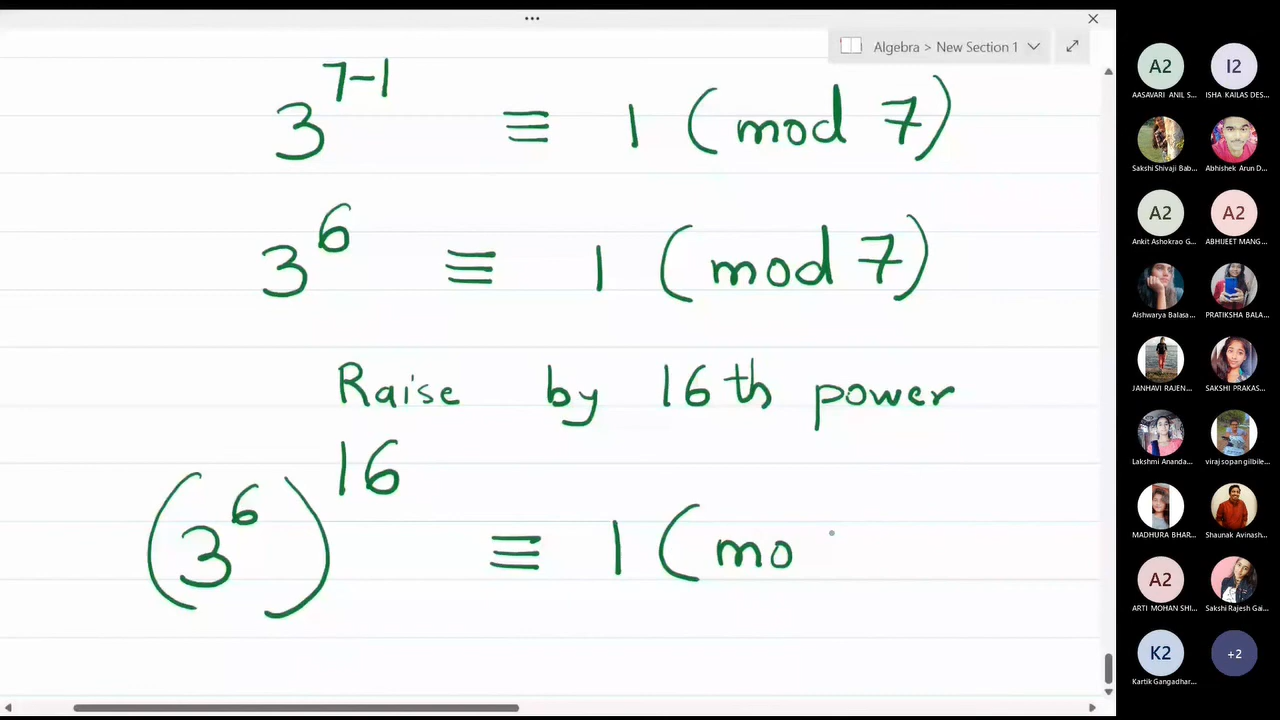 Algebra > New Section 1
3^{7-1} ≡ 1 (mod 7)
3^6 ≡ 1 (mod 7)
Raise by 16th power
(3^6)^{16} ≡ 1 (mo
A2 I2
AASAVARI ANIL S... ISHA KAILAS DES...
Sakshi Shivaji Bab... Abhishek Arun D...
A2 A2
Ankit Ashokrao G... ABHIJEET MANG...
Aishwarya Balasa... PRATIKSHA BALA...
JANHAVI RAJEN... SAKSHI PRAKAS...
Lakshmi Ananda... viraj sopan gilbile...
MADHURA BHAR... Shaunak Avinash...
A2
ARTI MOHAN SHI... Sakshi Rajesh Gai...
K2 +2
Kartik Gangadhar...